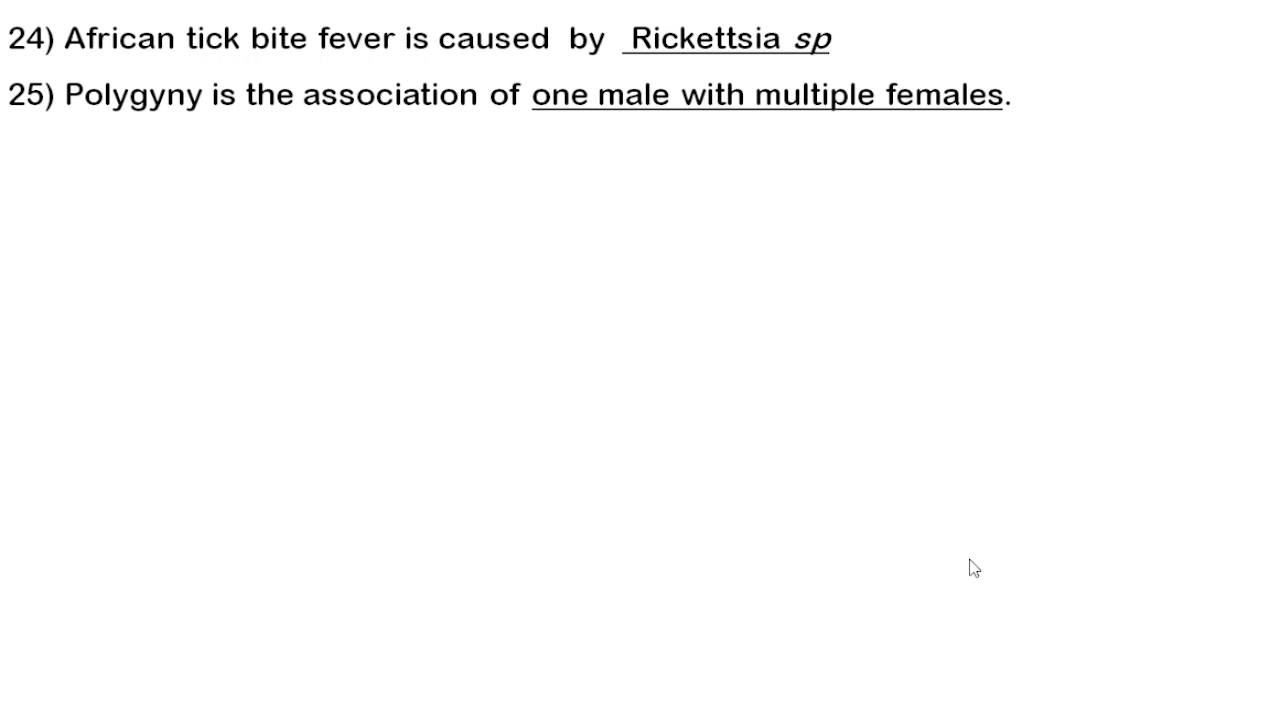 24) African tick bite fever is caused by Rickettsia sp
25) Polygyny is the association of one male with multiple females.